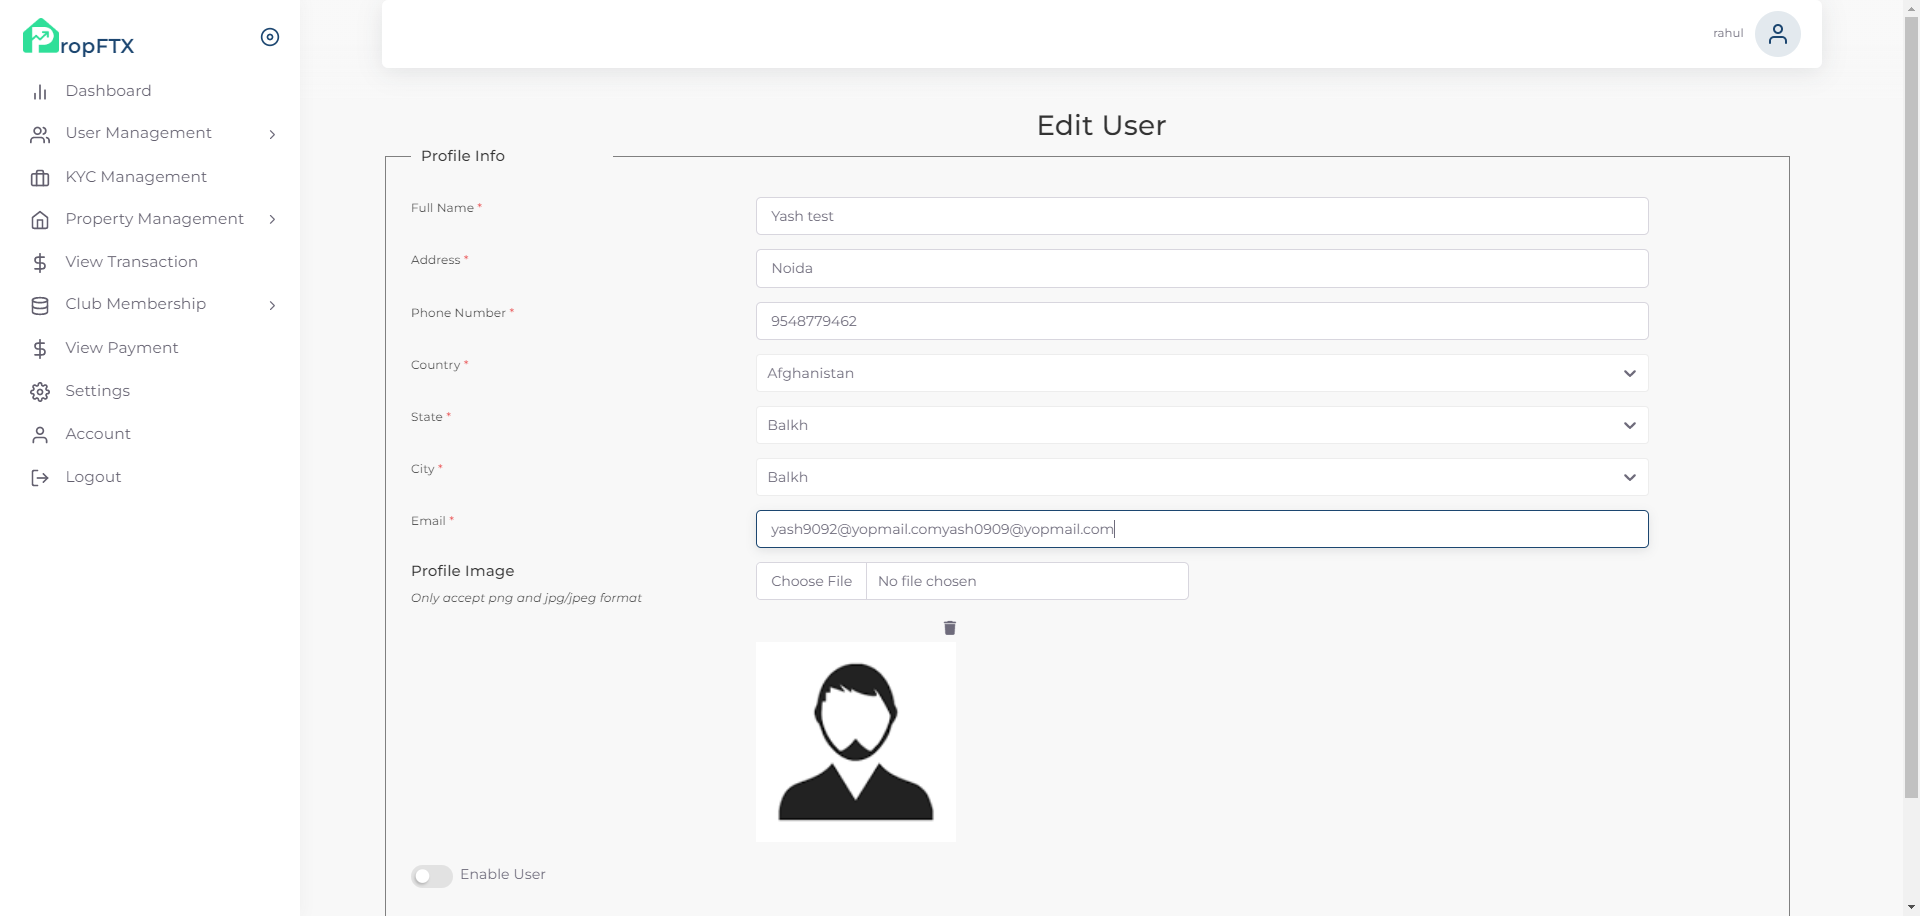 ropFTX
Dashboard
User Management
KYC Management
Property Management
View Transaction
Club Membership
View Payment
Settings
Account
Logout
rahul
Edit User
Profile Info
Full Name *
Yash test
Address *
Noida
Phone Number *
9548779462
Country *
Afghanistan
State *
Balkh
City *
Balkh
Email *
yash9092@yopmail.comyash0909@yopmail.com
Profile Image
Choose File No file chosen
Only accept png and jpg/jpeg format
Enable User